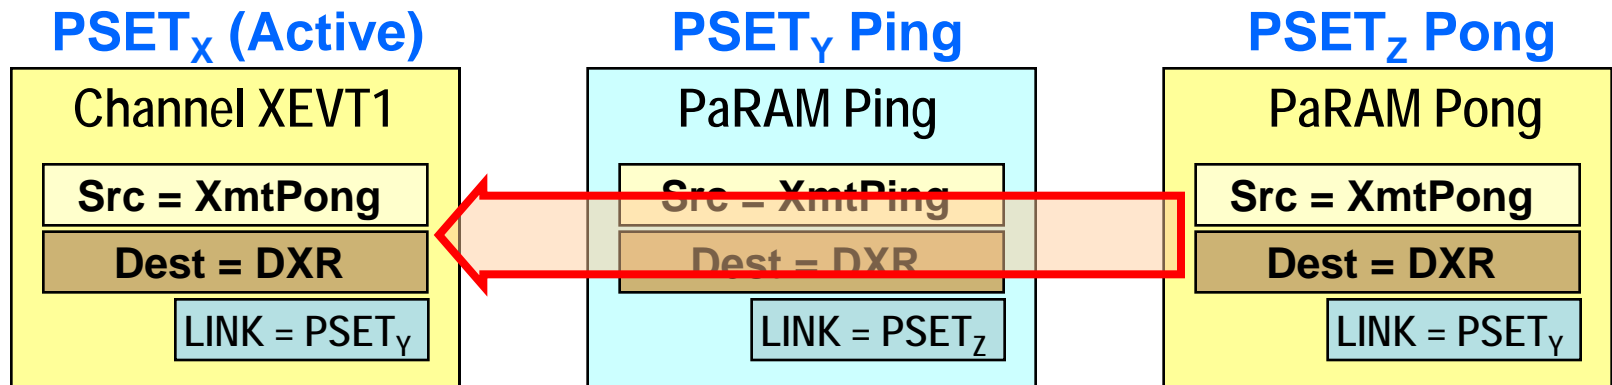 PSETX (Active)
Channel XEVT1
Src = XmtPong
Dest = DXR
LINK = PSETY
PSETY Ping
PaRAM Ping
Src = XmtPing
Dest = DXR
LINK = PSETZ
PSETZ Pong
PaRAM Pong
Src = XmtPong
Dest = DXR
LINK = PSETY